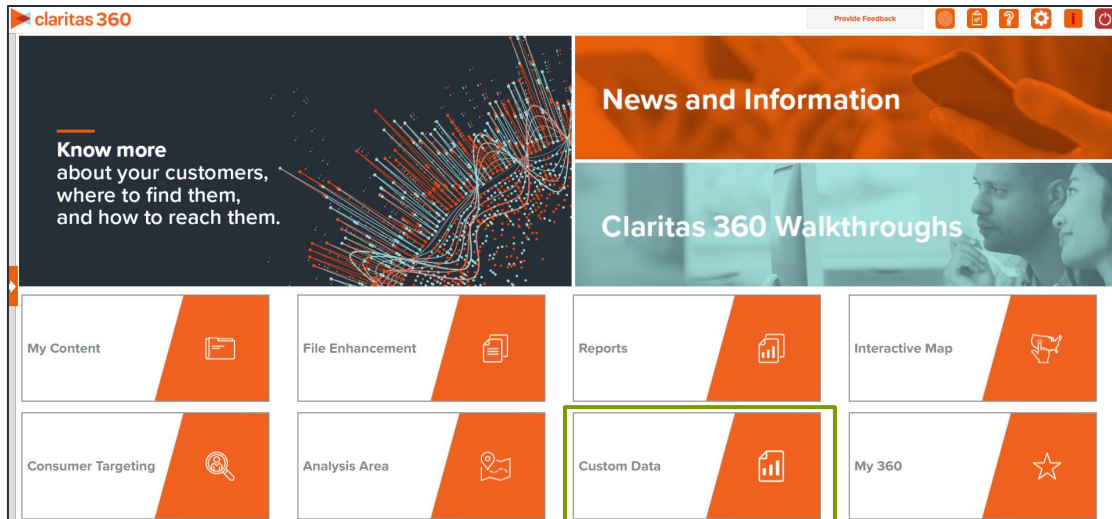 claritas 360
Provide Feedback
Know more
about your customers,
where to find them,
and how to reach them.
News and Information
Claritas 360 Walkthroughs
My Content
File Enhancement
Reports
Interactive Map
Consumer Targeting
Analysis Area
Custom Data
My 360